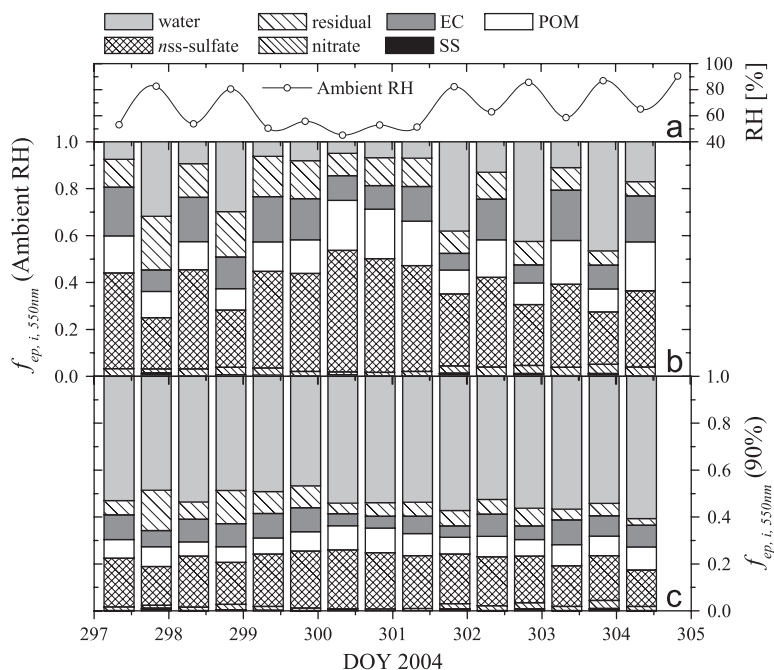 water residual EC POM
nss-sulfate nitrate SS
100
80
60
40
RH [%]
Ambient RH
a
1.0
0.8
0.6
0.4
0.2
0.0
f ep, i, 550nm (Ambient RH)
b
1.0
0.8
0.6
0.4
0.2
0.0
f ep, i, 550nm (90%)
c
297 298 299 300 301 302 303 304 305
DOY 2004